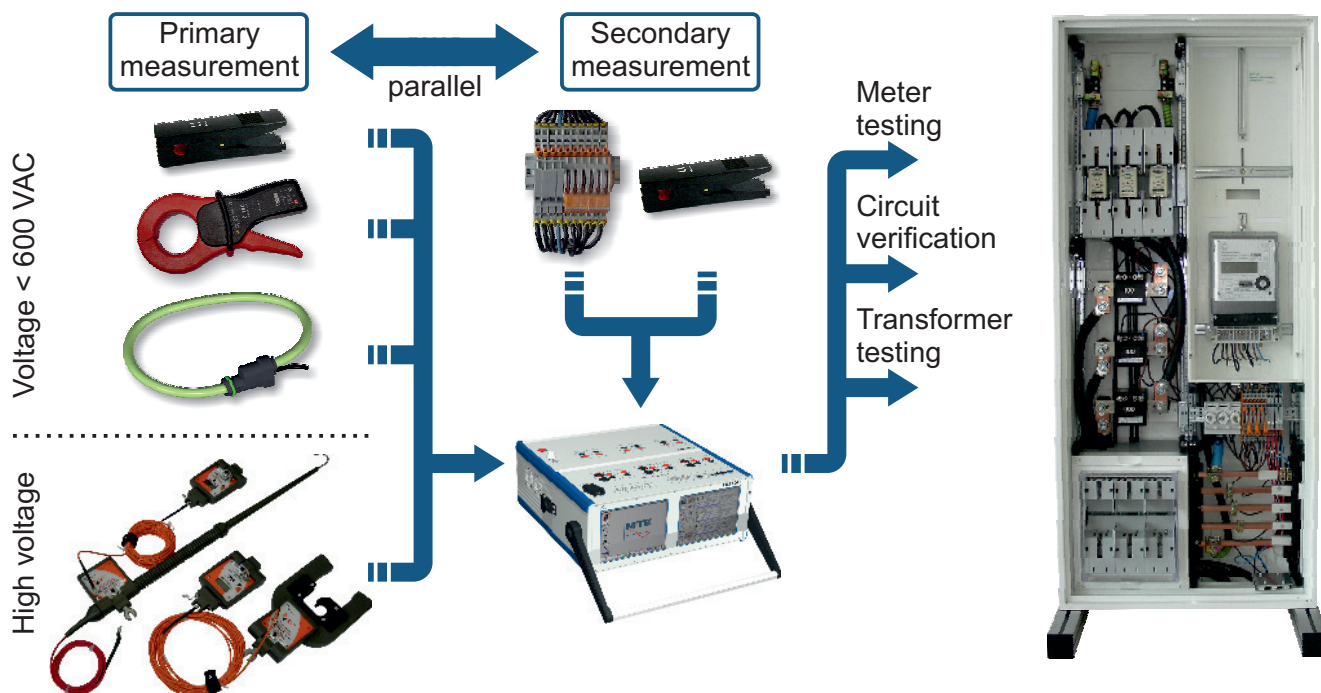 Primary
measurement
parallel
Secondary
measurement
Voltage < 600 VAC
High voltage
Meter
testing
Circuit
verification
Transformer
testing
MTE